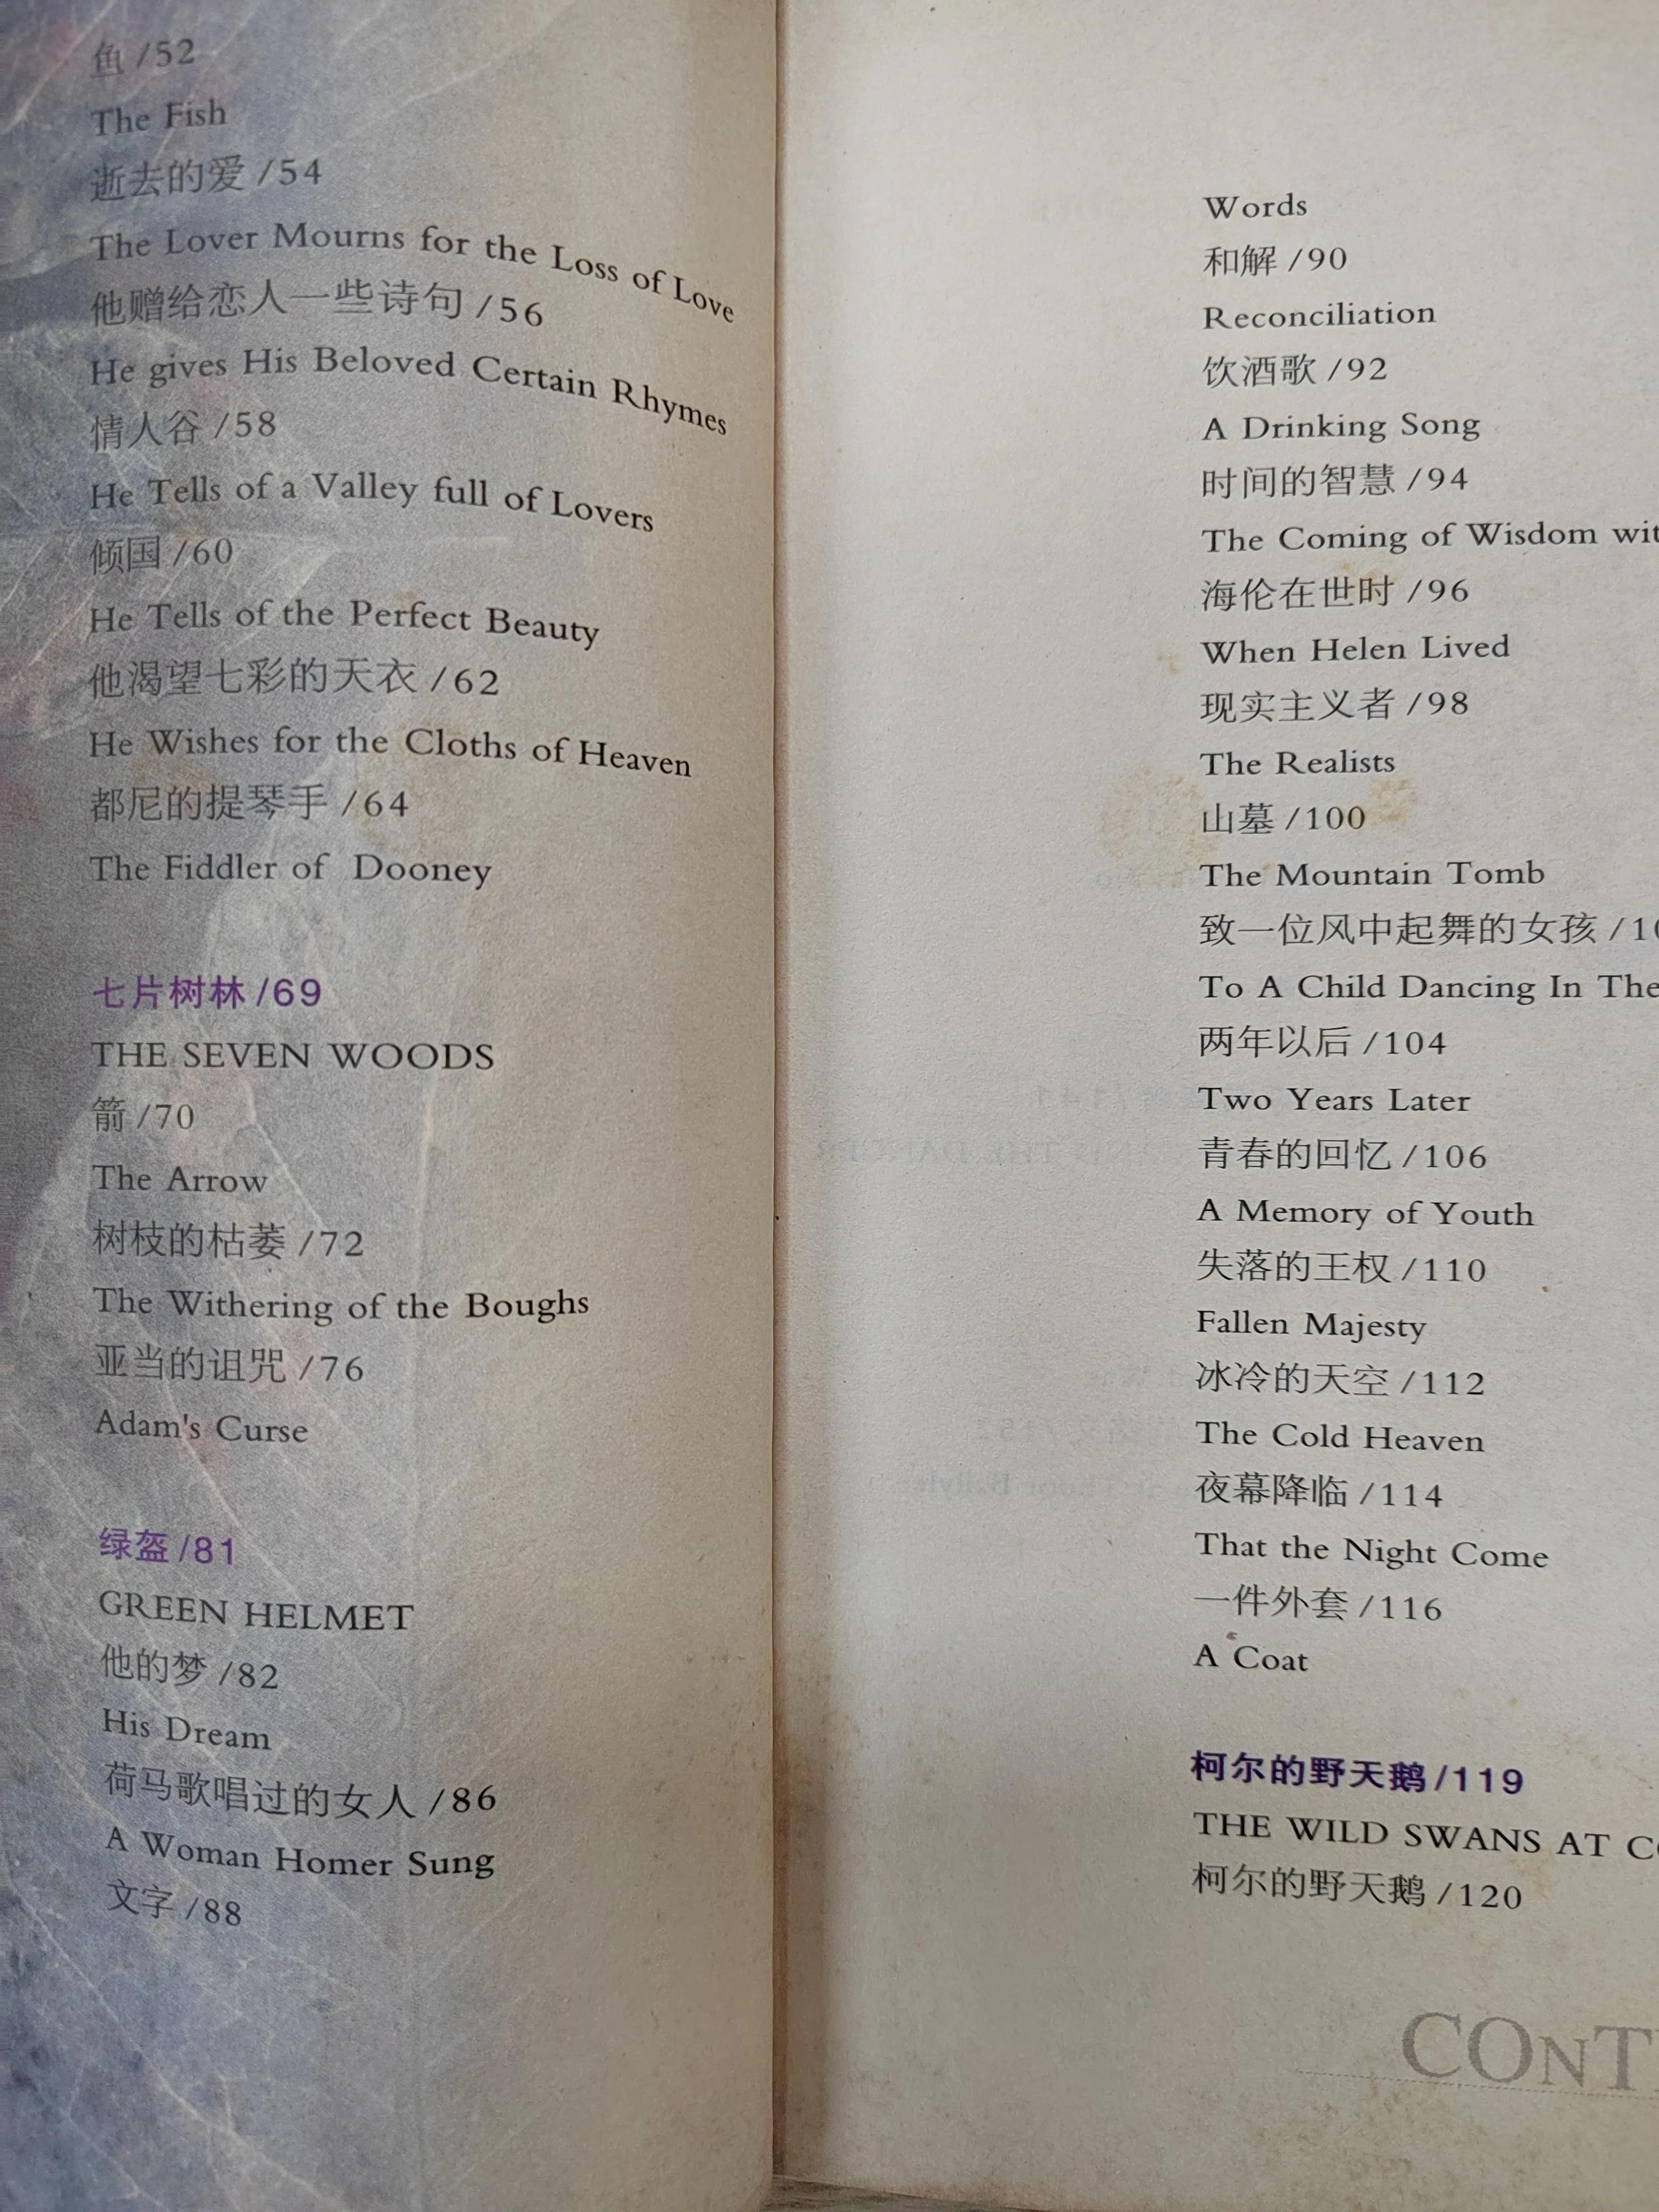 鱼 /52
The Fish
逝去的爱 /54
The Lover Mourns for the Loss of Love
他赠给恋人一些诗句 /56
He gives His Beloved Certain Rhymes
情人谷 /58
He Tells of a Valley full of Lovers
倾国 /60
He Tells of the Perfect Beauty
他渴望七彩的天衣 /62
He Wishes for the Cloths of Heaven
都尼的提琴手 /64
The Fiddler of Dooney
七片树林 /69
THE SEVEN WOODS
箭 /70
The Arrow
树枝的枯萎 /72
The Withering of the Boughs
亚当的诅咒 /76
Adam's Curse
绿盔 /81
GREEN HELMET
他的梦 /82
His Dream
荷马歌唱过的女人 /86
A Woman Homer Sung
文字 /88
Words
和解 /90
Reconciliation
饮酒歌 /92
A Drinking Song
时间的智慧 /94
The Coming of Wisdom wit
海伦在世时 /96
When Helen Lived
现实主义者 /98
The Realists
山墓 /100
The Mountain Tomb
致一位风中起舞的女孩 /10
To A Child Dancing In The
两年以后 /104
Two Years Later
青春的回忆 /106
A Memory of Youth
失落的王权 /110
Fallen Majesty
冰冷的天空 /112
The Cold Heaven
夜幕降临 /114
That the Night Come
一件外套 /116
A Coat
柯尔的野天鹅 /119
THE WILD SWANS AT C
柯尔的野天鹅 /120
CONT